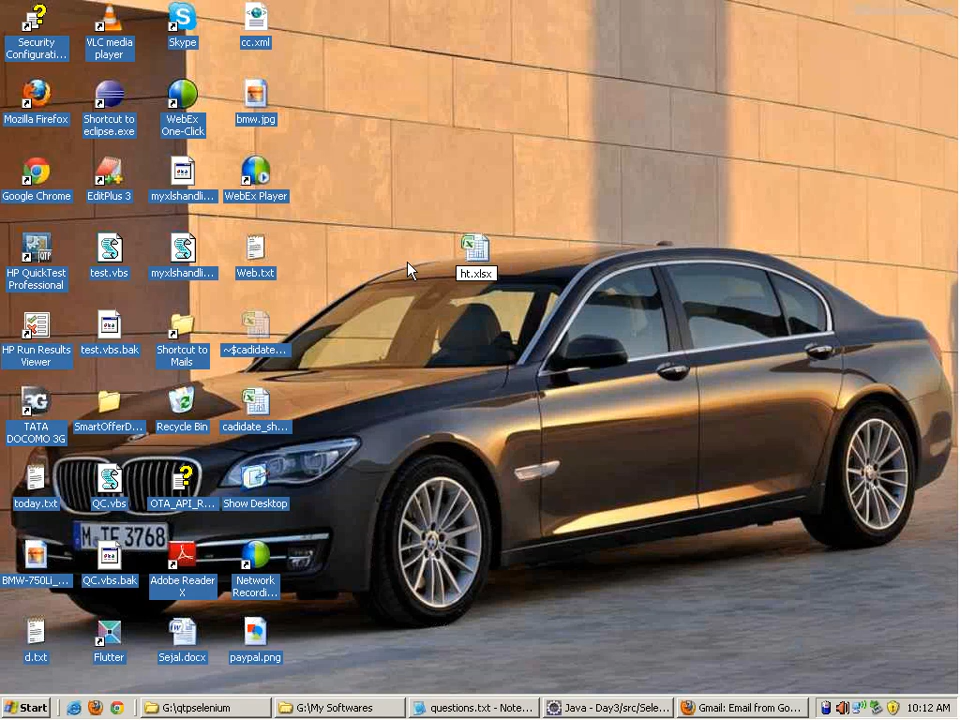 Security
Configurati...
VLC media
player
Skype
cc.xml
Mozilla Firefox
Shortcut to
eclipse.exe
WebEx
One-Click
bmw.jpg
Google Chrome
EditPlus 3
myxlshandli...
WebEx Player
HP QuickTest
Professional
test.vbs
myxlshandli...
Web.txt
ht.xlsx
HP Run Results
Viewer
test.vbs.bak
Shortcut to
Mails
~$cadidate...
3G
TATA
DOCOMO 3G
SmartOfferD...
Recycle Bin
cadidate_sh...
today.txt
QC.vbs
OTA_API_R...
Show Desktop
M·TF 3768
BMW-750Li_...
QC.vbs.bak
Adobe Reader
X
Network
Recordi...
d.txt
Flutter
Sejal.docx
paypal.png
Start
G:\qtpselenium
G:\My Softwares
questions.txt - Note...
Java - Day3/src/Sele...
Gmail: Email from Go...
10:12 AM